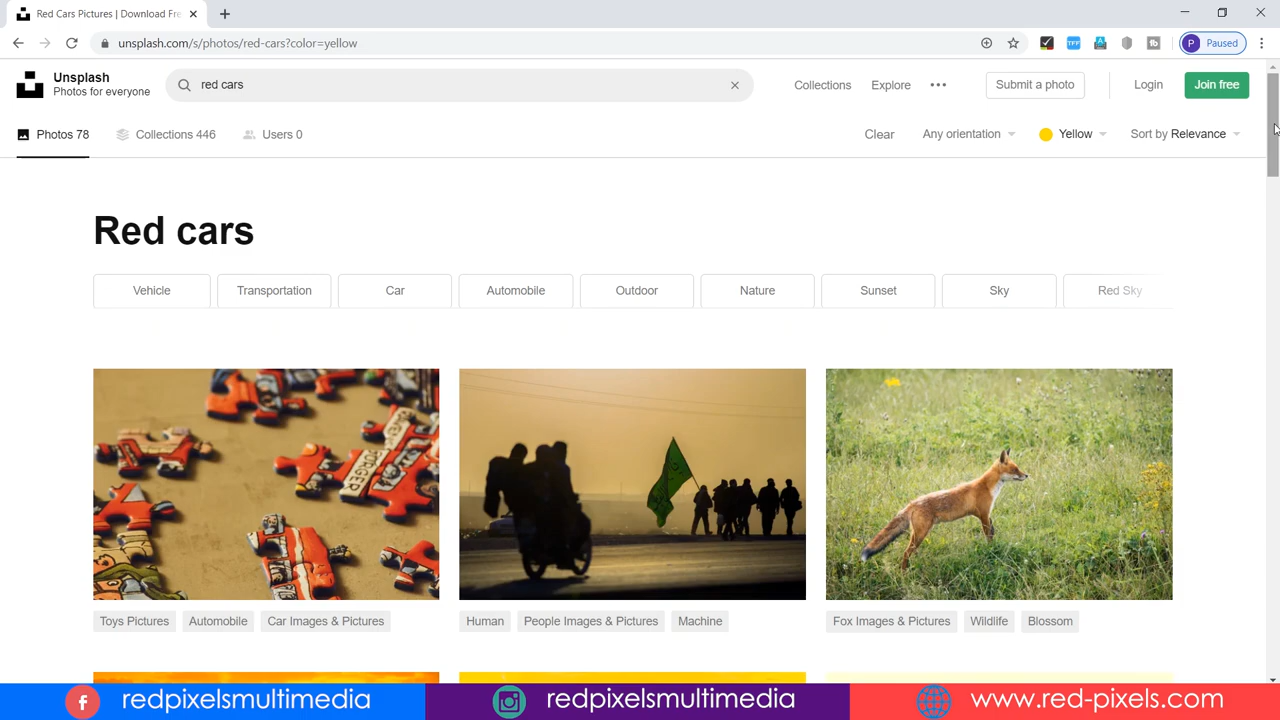 Red Cars Pictures | Download Fre
unsplash.com/s/photos/red-cars?color=yellow
TFF
A
fb
P Paused
Unsplash
Photos for everyone
red cars
Collections
Explore
Submit a photo
Login
Join free
Photos 78
Collections 446
Users 0
Clear
Any orientation
Yellow
Sort by Relevance
Red cars
Vehicle
Transportation
Car
Automobile
Outdoor
Nature
Sunset
Sky
Red Sky
Toys Pictures
Automobile
Car Images & Pictures
Human
People Images & Pictures
Machine
Fox Images & Pictures
Wildlife
Blossom
f redpixelsmultimedia
redpixelsmultimedia
www.red-pixels.com